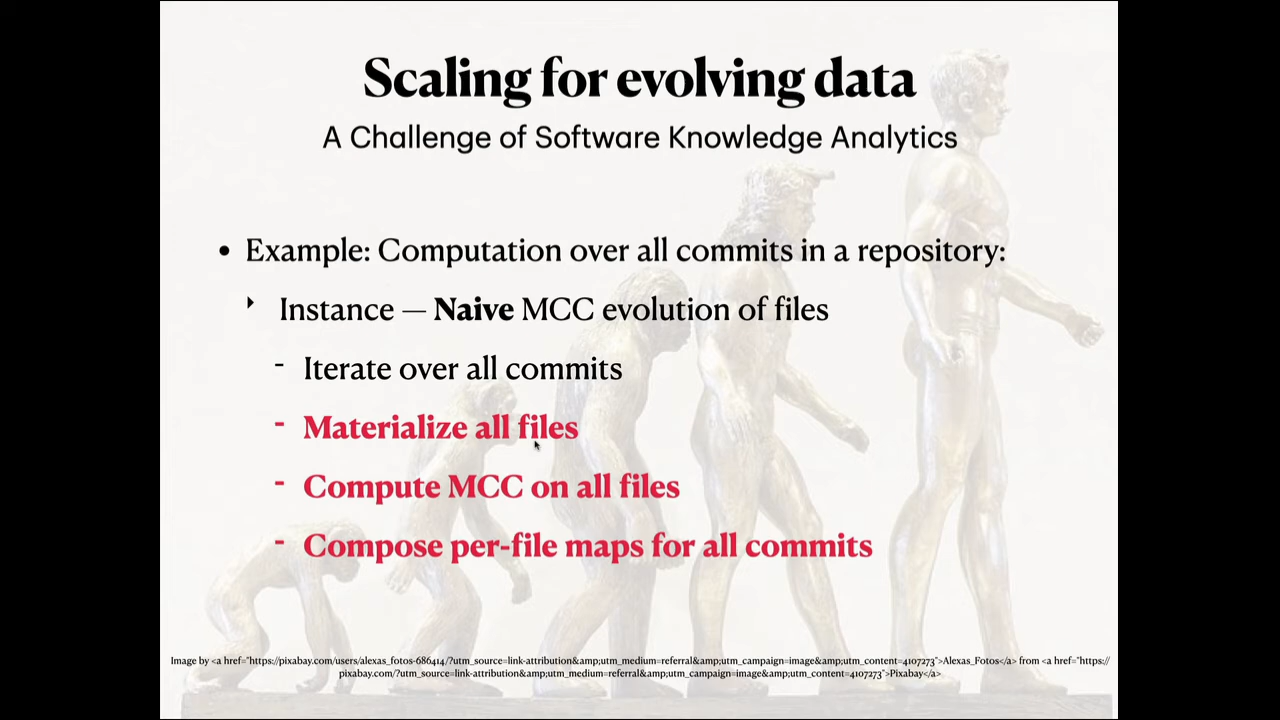 Scaling for evolving data
A Challenge of Software Knowledge Analytics
• Example: Computation over all commits in a repository:
‣ Instance — Naive MCC evolution of files
- Iterate over all commits
- Materialize all files
- Compute MCC on all files
- Compose per-file maps for all commits
Image by <a href="https://pixabay.com/users/alexas_fotos-686414/?utm_source=link-attribution&amp;utm_medium=referral&amp;utm_campaign=image&amp;utm_content=4107273">Alexas_Fotos</a> from <a href="https://
pixabay.com/?utm_source=link-attribution&amp;utm_medium=referral&amp;utm_campaign=image&amp;utm_content=4107273">Pixabay</a>